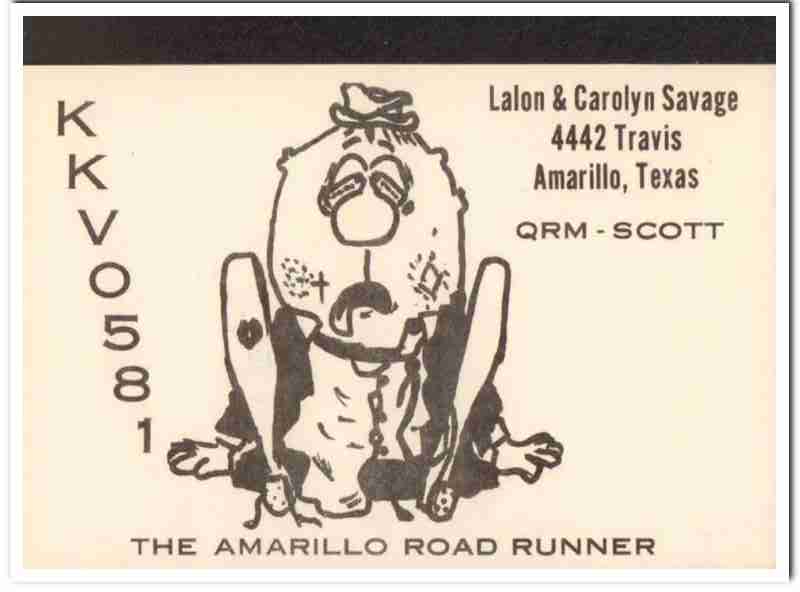 KKV0581
Lalon & Carolyn Savage
4442 Travis
Amarillo, Texas
QRM - SCOTT
THE AMARILLO ROAD RUNNER